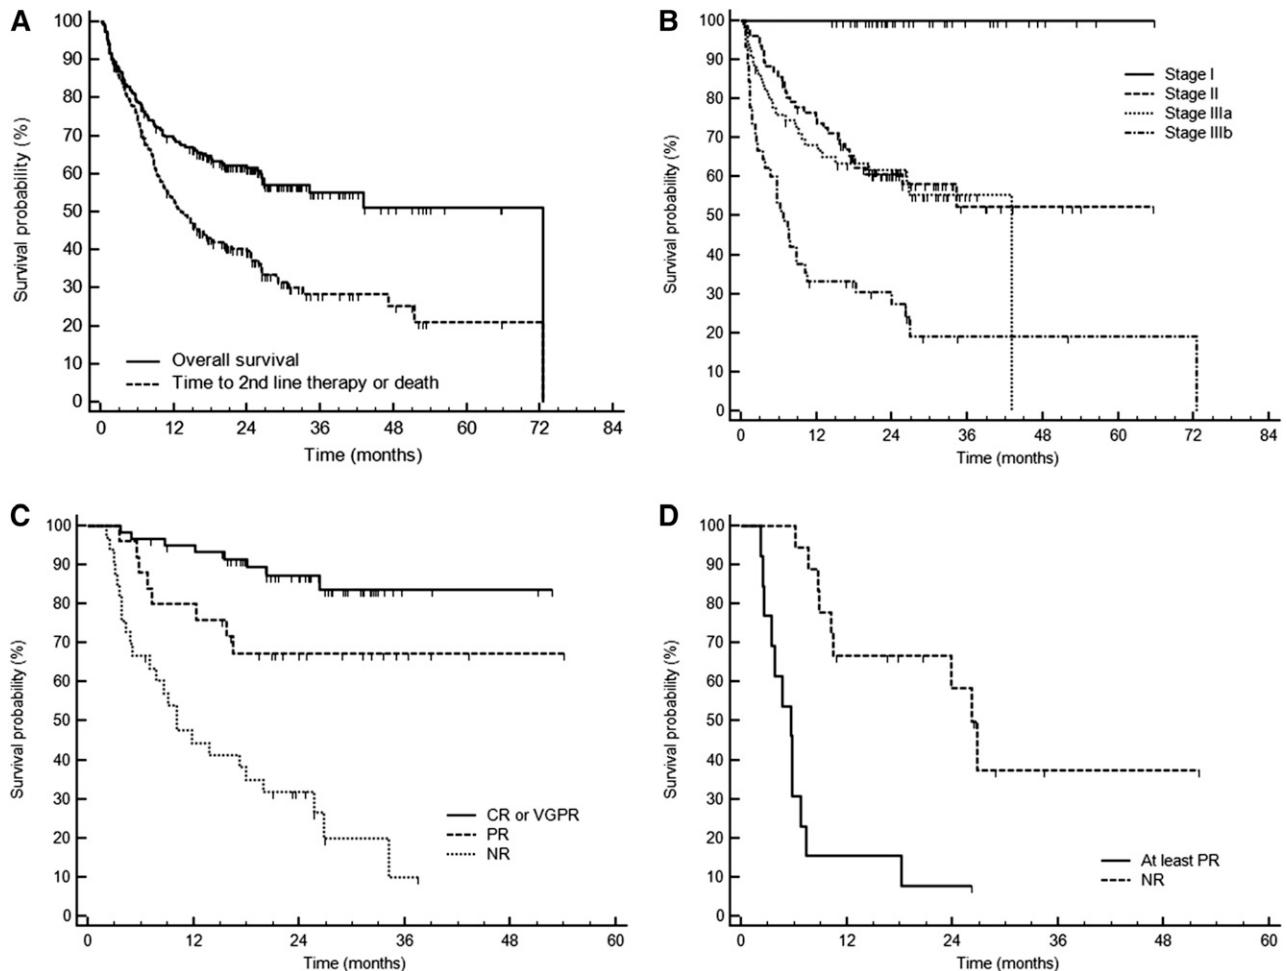 A
Survival probability (%)
100
90
80
70
60
50
40
30
20
10
0
Overall survival
Time to 2nd line therapy or death
0 12 24 36 48 60 72 84
Time (months)
B
Survival probability (%)
100
90
80
70
60
50
40
30
20
10
0
Stage I
Stage II
Stage IIIa
Stage IIIb
0 12 24 36 48 60 72 84
Time (months)
C
Survival probability (%)
100
90
80
70
60
50
40
30
20
10
0
CR or VGPR
PR
NR
0 12 24 36 48 60
Time (months)
D
Survival probability (%)
100
90
80
70
60
50
40
30
20
10
0
At least PR
NR
0 12 24 36 48 60
Time (months)